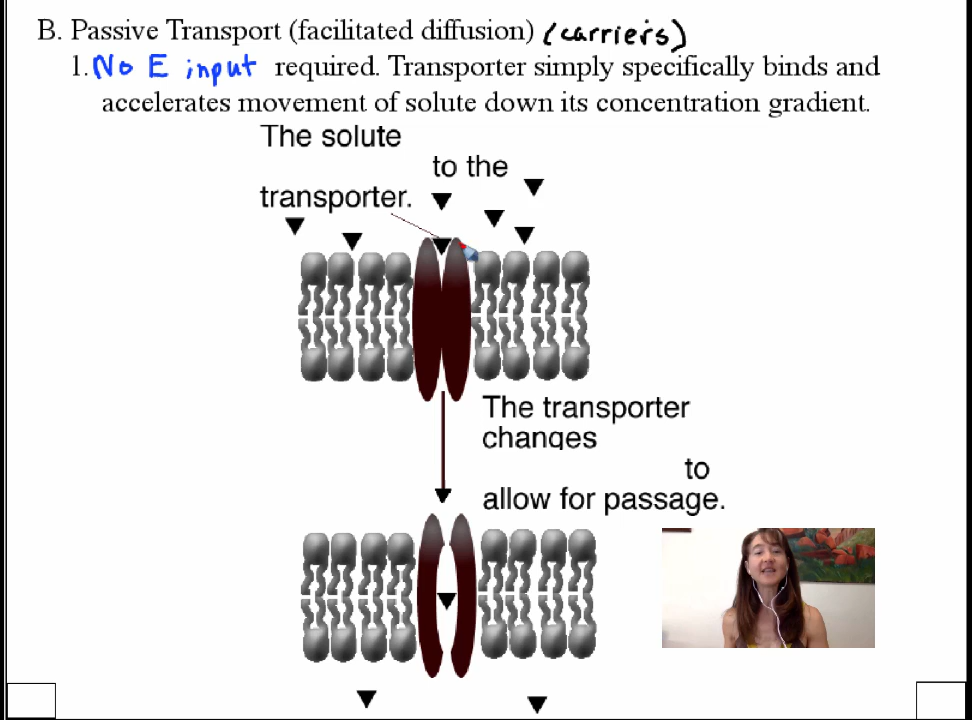 B. Passive Transport (facilitated diffusion) (carriers)
1. No E input required. Transporter simply specifically binds and
accelerates movement of solute down its concentration gradient.
The solute
to the
transporter.
The transporter
changes
to
allow for passage.